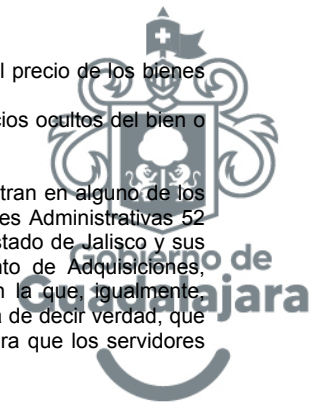 l precio de los bienes
cios ocultos del bien o
tran en alguno de los
es Administrativas 52
stado de Jalisco y sus
nto de Adquisiciones,
n la que, igualmente,
a de decir verdad, que
ra que los servidores
Gobierno de
Guadalajara